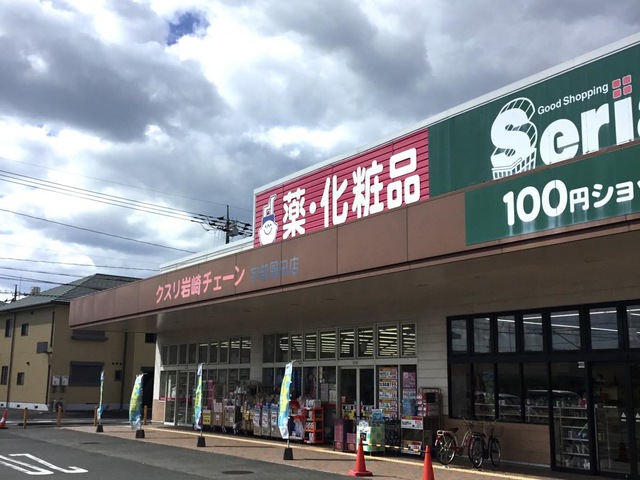 Good Shopping
Seria
100円ショッ
薬・化粧品
クスリ岩崎チェーン